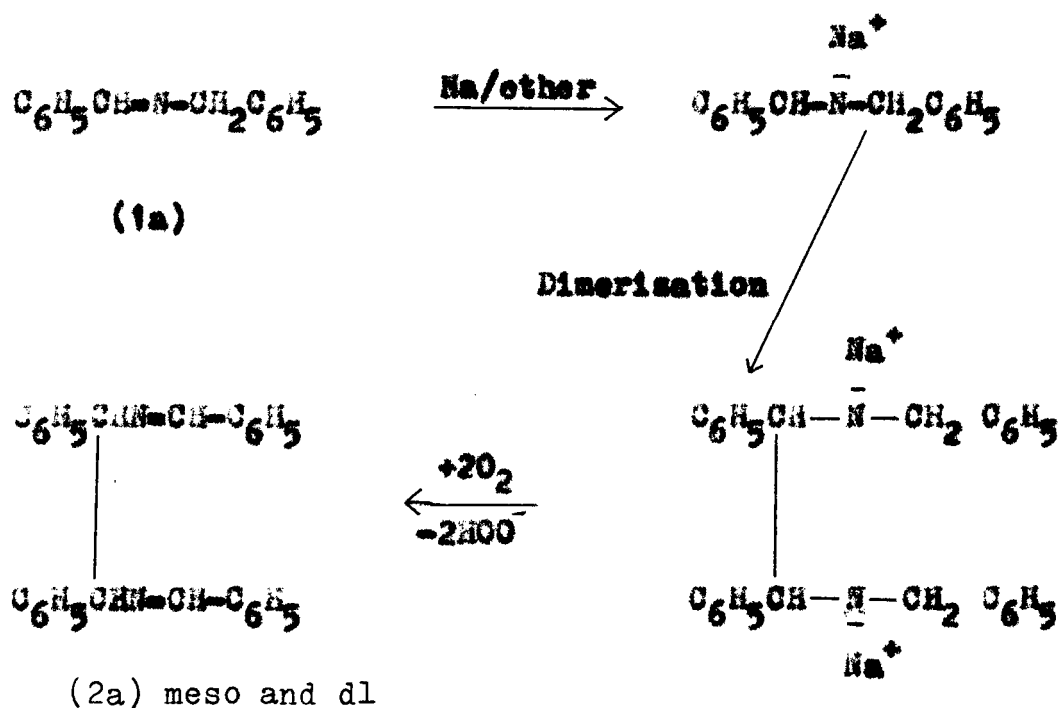 Na⁺
C₆H₅CH=N-CH₂C₆H₅ Na/ether C₆H₅CH-N̄-CH₂C₆H₅
(1a)
Dimerisation
Na⁺
C₆H₅CHN=CH-C₆H₅ C₆H₅CH—N̄—CH₂ C₆H₅
+2O₂
-2HOO⁻
C₆H₅CHN=CH-C₆H₅ C₆H₅CH—N̲—CH₂ C₆H₅
Na⁺
(2a) meso and dl